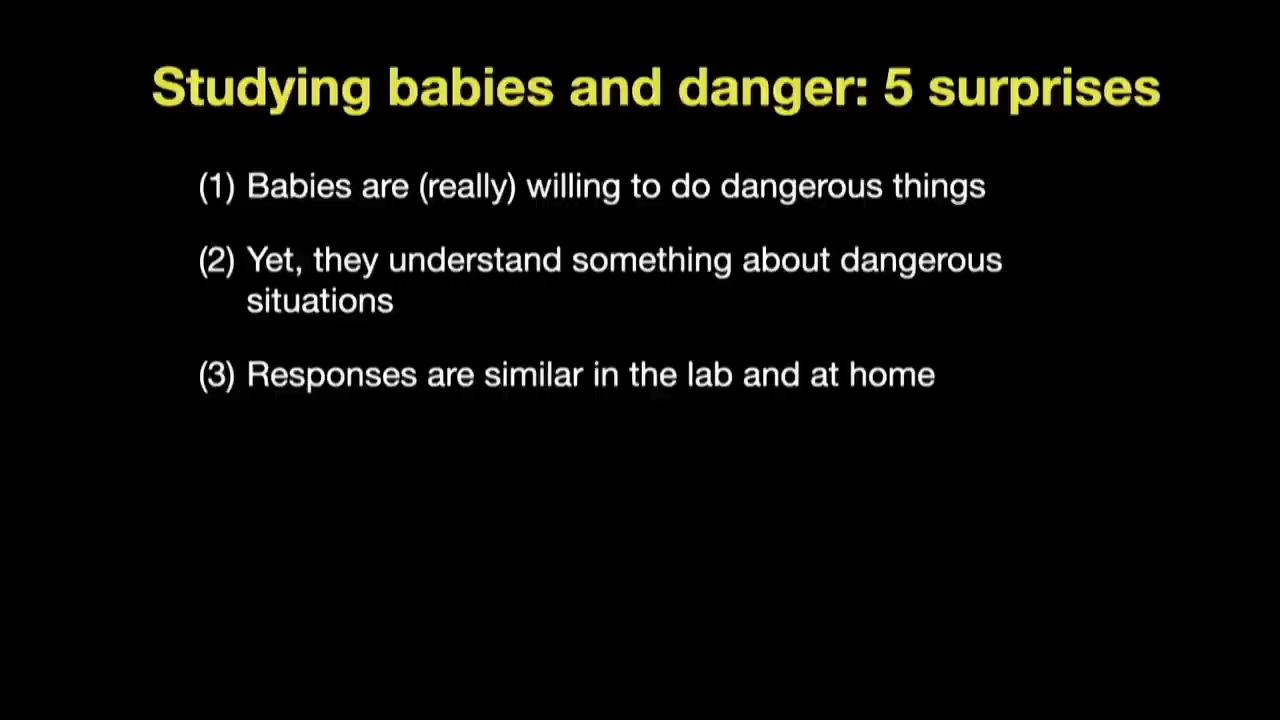 Studying babies and danger: 5 surprises
(1) Babies are (really) willing to do dangerous things
(2) Yet, they understand something about dangerous
situations
(3) Responses are similar in the lab and at home